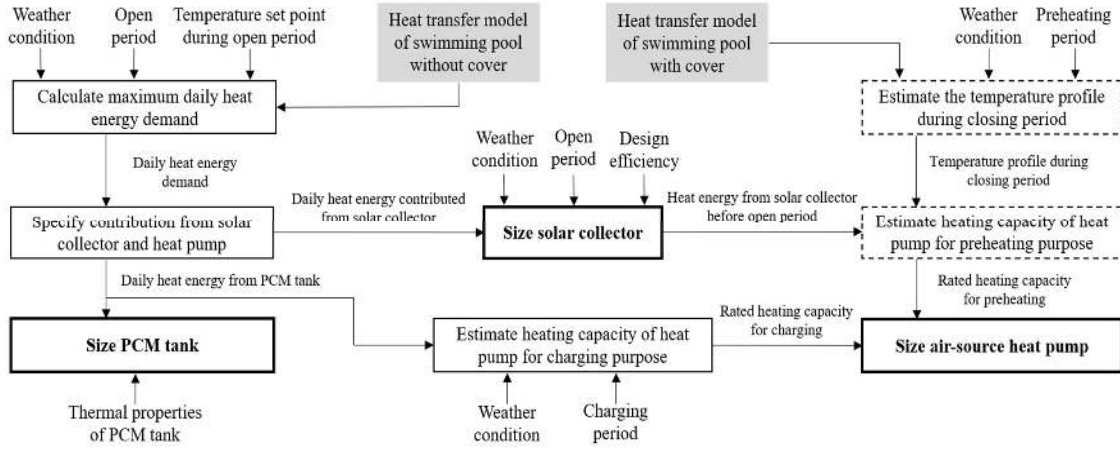 Weather
condition
Open
period
Temperature set point
during open period
Heat transfer model
of swimming pool
without cover
Heat transfer model
of swimming pool
with cover
Weather
condition
Preheating
period
Calculate maximum daily heat
energy demand
Estimate the temperature profile
during closing period
Daily heat energy
demand
Weather
condition
Open
period
Design
efficiency
Temperature profile during
closing period
Specify contribution from solar
collector and heat pump
Daily heat energy contributed
from solar collector
Size solar collector
Heat energy from solar collector
before open period
Estimate heating capacity of heat
pump for preheating purpose
Daily heat energy from PCM tank
Rated heating capacity
for preheating
Size PCM tank
Estimate heating capacity of heat
pump for charging purpose
Rated heating capacity
for charging
Size air-source heat pump
Thermal properties
of PCM tank
Weather
condition
Charging
period